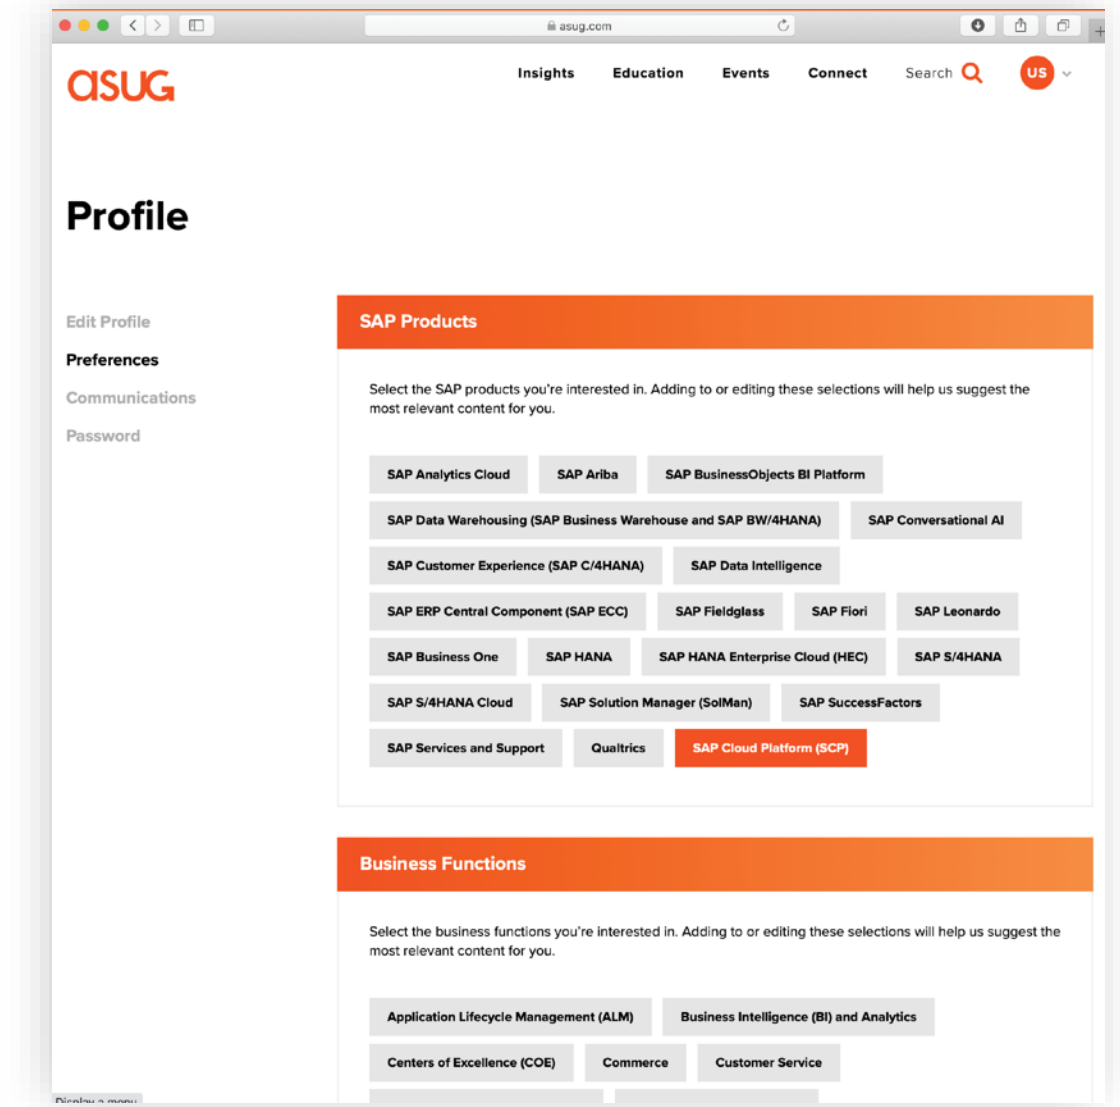 asug.com
asug
Insights Education Events Connect Search US
Profile
Edit Profile
Preferences
Communications
Password
SAP Products
Select the SAP products you're interested in. Adding to or editing these selections will help us suggest the
most relevant content for you.
SAP Analytics Cloud SAP Ariba SAP BusinessObjects BI Platform
SAP Data Warehousing (SAP Business Warehouse and SAP BW/4HANA) SAP Conversational AI
SAP Customer Experience (SAP C/4HANA) SAP Data Intelligence
SAP ERP Central Component (SAP ECC) SAP Fieldglass SAP Fiori SAP Leonardo
SAP Business One SAP HANA SAP HANA Enterprise Cloud (HEC) SAP S/4HANA
SAP S/4HANA Cloud SAP Solution Manager (SolMan) SAP SuccessFactors
SAP Services and Support Qualtrics SAP Cloud Platform (SCP)
Business Functions
Select the business functions you're interested in. Adding to or editing these selections will help us suggest the
most relevant content for you.
Application Lifecycle Management (ALM) Business Intelligence (BI) and Analytics
Centers of Excellence (COE) Commerce Customer Service
Display a menu